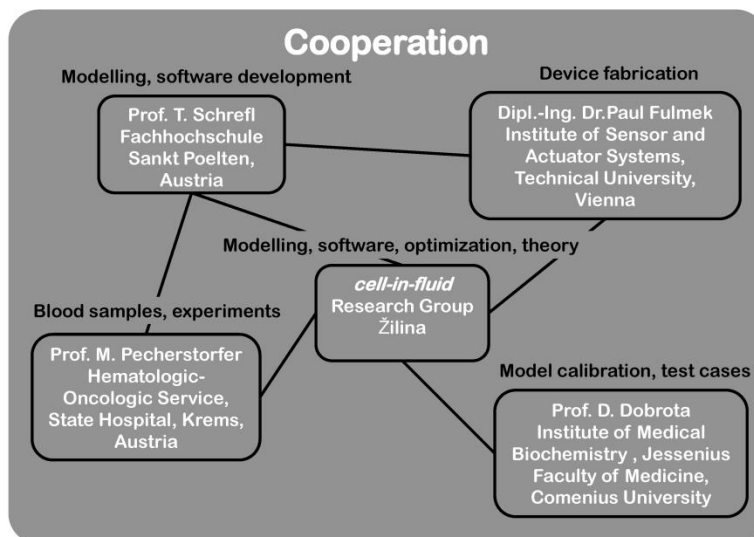 Cooperation
Modelling, software development
Prof. T. Schrefl
Fachhochschule
Sankt Poelten,
Austria
Device fabrication
Dipl.-Ing. Dr.Paul Fulmek
Institute of Sensor and
Actuator Systems,
Technical University,
Vienna
Modelling, software, optimization, theory
cell-in-fluid
Research Group
Žilina
Blood samples, experiments
Prof. M. Pecherstorfer
Hematologic-
Oncologic Service,
State Hospital, Krems,
Austria
Model calibration, test cases
Prof. D. Dobrota
Institute of Medical
Biochemistry , Jessenius
Faculty of Medicine,
Comenius University